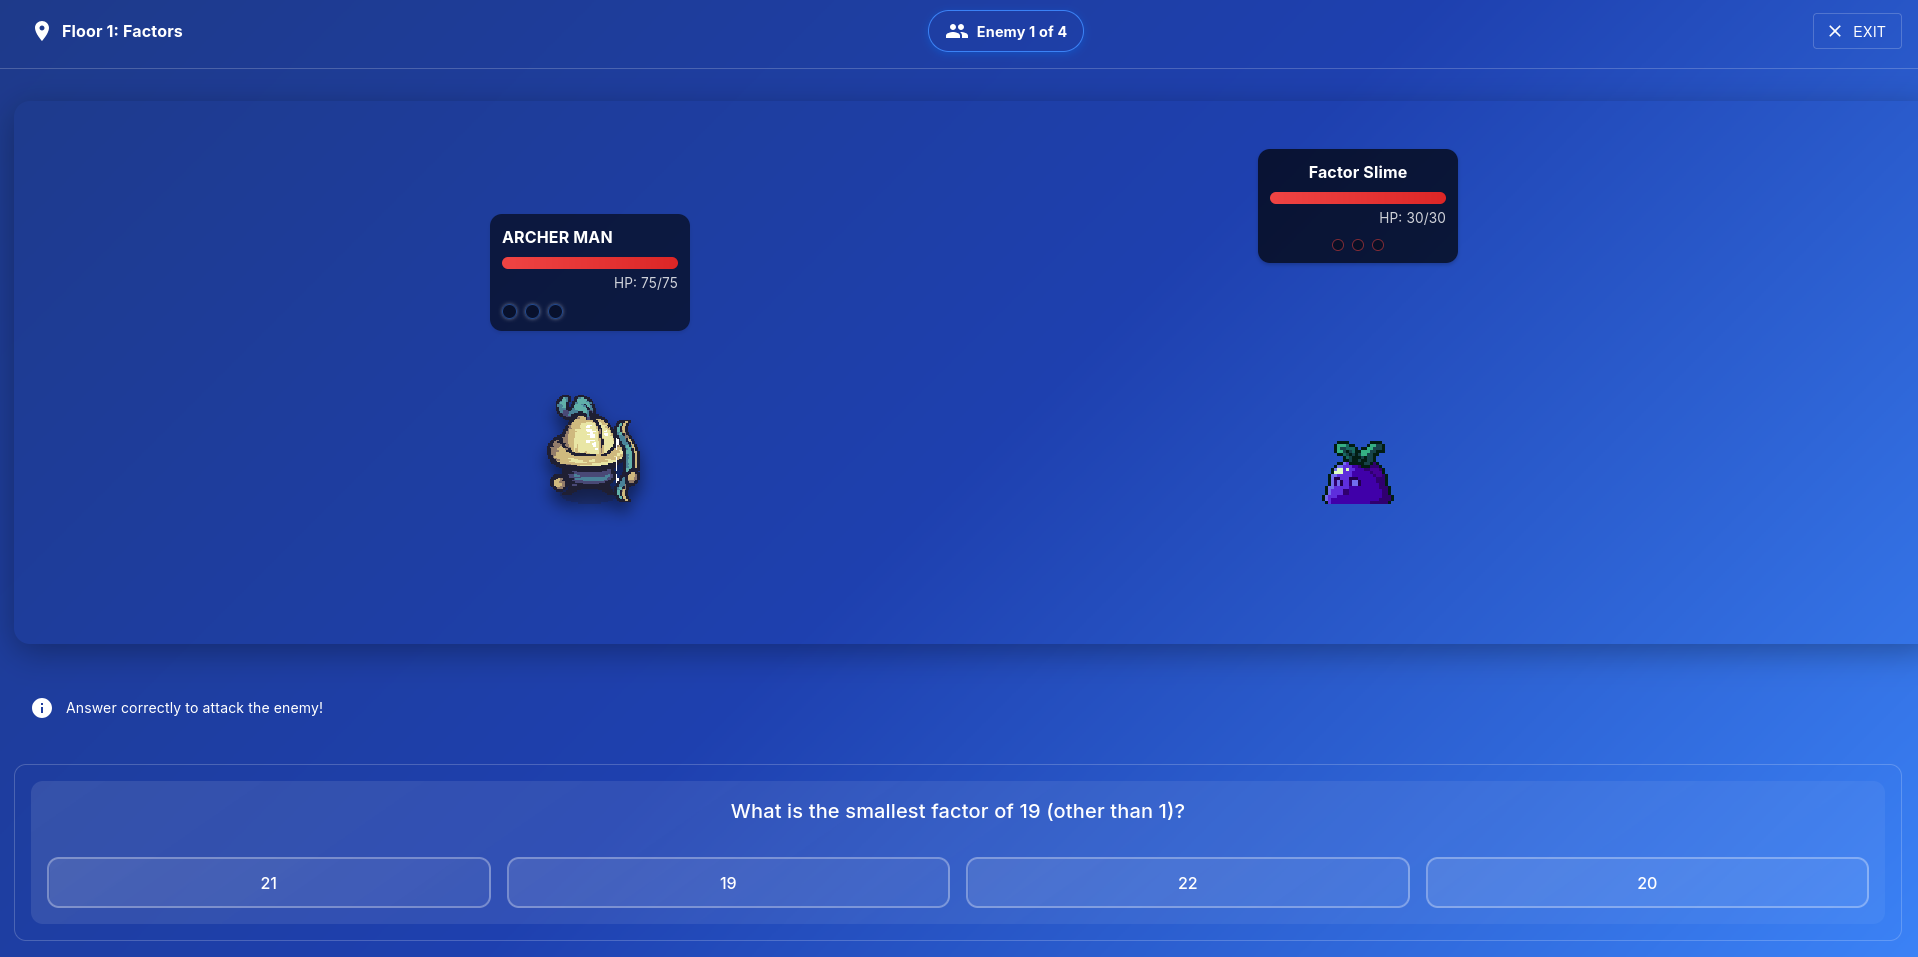 Floor 1: Factors
Enemy 1 of 4
EXIT
Factor Slime
HP: 30/30
ARCHER MAN
HP: 75/75
Answer correctly to attack the enemy!
What is the smallest factor of 19 (other than 1)?
21
19
22
20